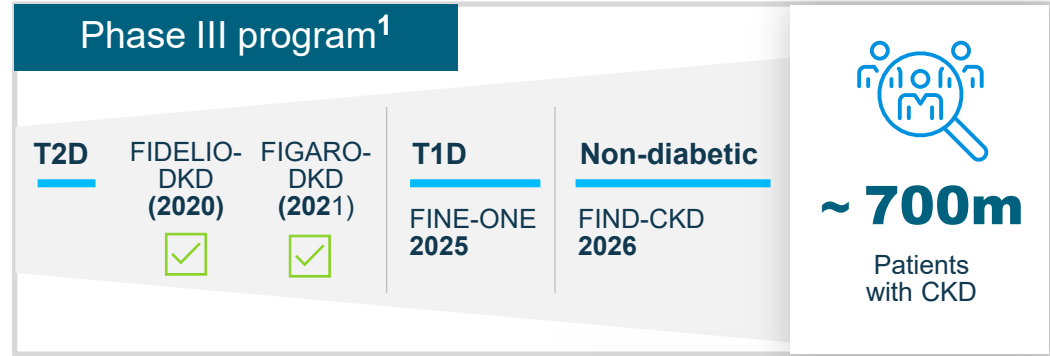 Phase III program1
T2D
FIDELIO-
DKD
(2020)
FIGARO-
DKD
(2021)
T1D
FINE-ONE
2025
Non-diabetic
FIND-CKD
2026
~ 700m
Patients
with CKD